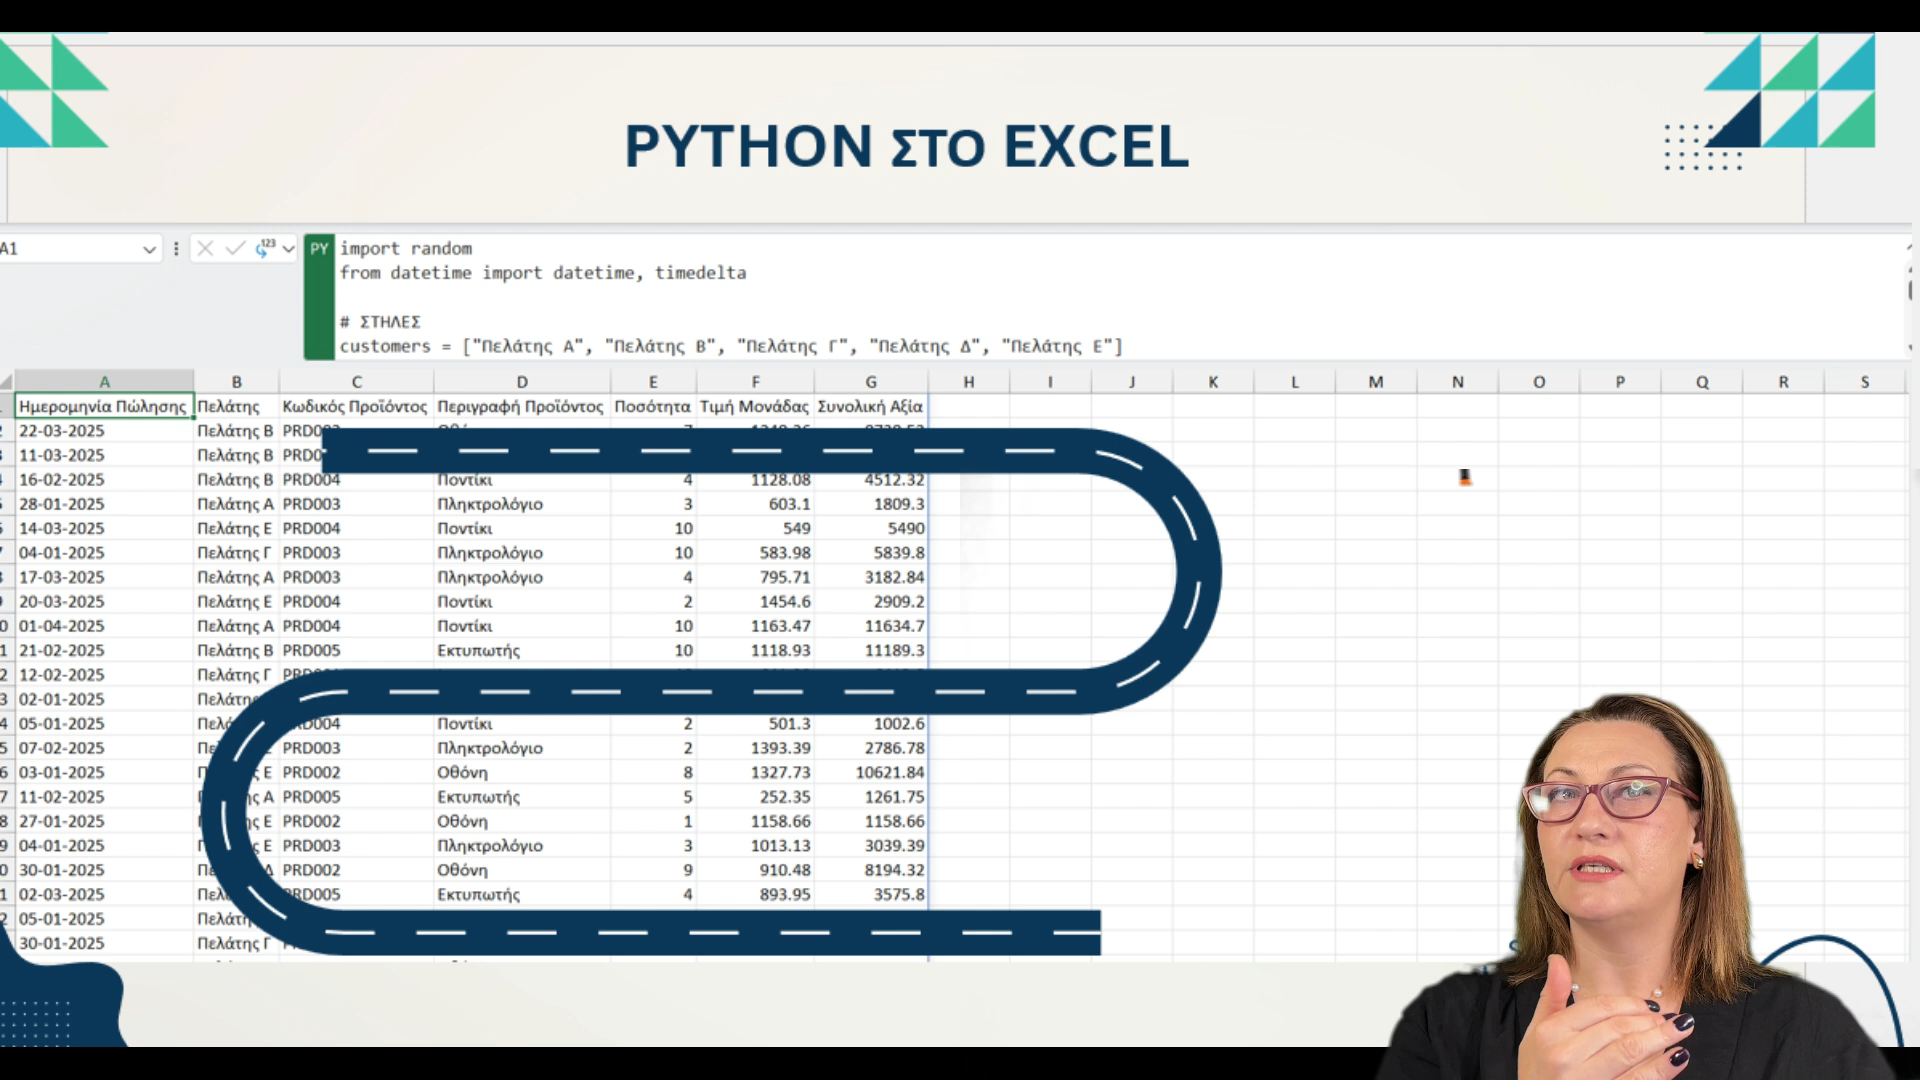 PYTHON ΣΤΟ EXCEL
A1
123
PY import random
from datetime import datetime, timedelta
# ΣΤΗΛΕΣ
customers = ["Πελάτης Α", "Πελάτης Β", "Πελάτης Γ", "Πελάτης Δ", "Πελάτης Ε"]
A B C D E F G H I J K L M N O P Q R S
Ημερομηνία Πώλησης Πελάτης Κωδικός Προϊόντος Περιγραφή Προϊόντος Ποσότητα Τιμή Μονάδας Συνολική Αξία
22-03-2025 Πελάτης Β
11-03-2025 Πελάτης Β
16-02-2025 Πελάτης Β PRD004 Ποντίκι 4 1128.08 4512.32
28-01-2025 Πελάτης Α PRD003 Πληκτρολόγιο 3 603.1 1809.3
14-03-2025 Πελάτης Ε PRD004 Ποντίκι 10 549 5490
04-01-2025 Πελάτης Γ PRD003 Πληκτρολόγιο 10 583.98 5839.8
17-03-2025 Πελάτης Α PRD003 Πληκτρολόγιο 4 795.71 3182.84
20-03-2025 Πελάτης Ε PRD004 Ποντίκι 2 1454.6 2909.2
01-04-2025 Πελάτης Α PRD004 Ποντίκι 10 1163.47 11634.7
21-02-2025 Πελάτης Β PRD005 Εκτυπωτής 10 1118.93 11189.3
12-02-2025 Πελάτης Γ
02-01-2025
05-01-2025 Ποντίκι 2 501.3 1002.6
07-02-2025 PRD003 Πληκτρολόγιο 2 1393.39 2786.78
03-01-2025 Ε PRD002 Οθόνη 8 1327.73 10621.84
11-02-2025 Α PRD005 Εκτυπωτής 5 252.35 1261.75
27-01-2025 Ε PRD002 Οθόνη 1 1158.66 1158.66
04-01-2025 Ε PRD003 Πληκτρολόγιο 3 1013.13 3039.39
30-01-2025 PRD002 Οθόνη 9 910.48 8194.32
02-03-2025 Εκτυπωτής 4 893.95 3575.8
05-01-2025
30-01-2025 Πελάτης Γ